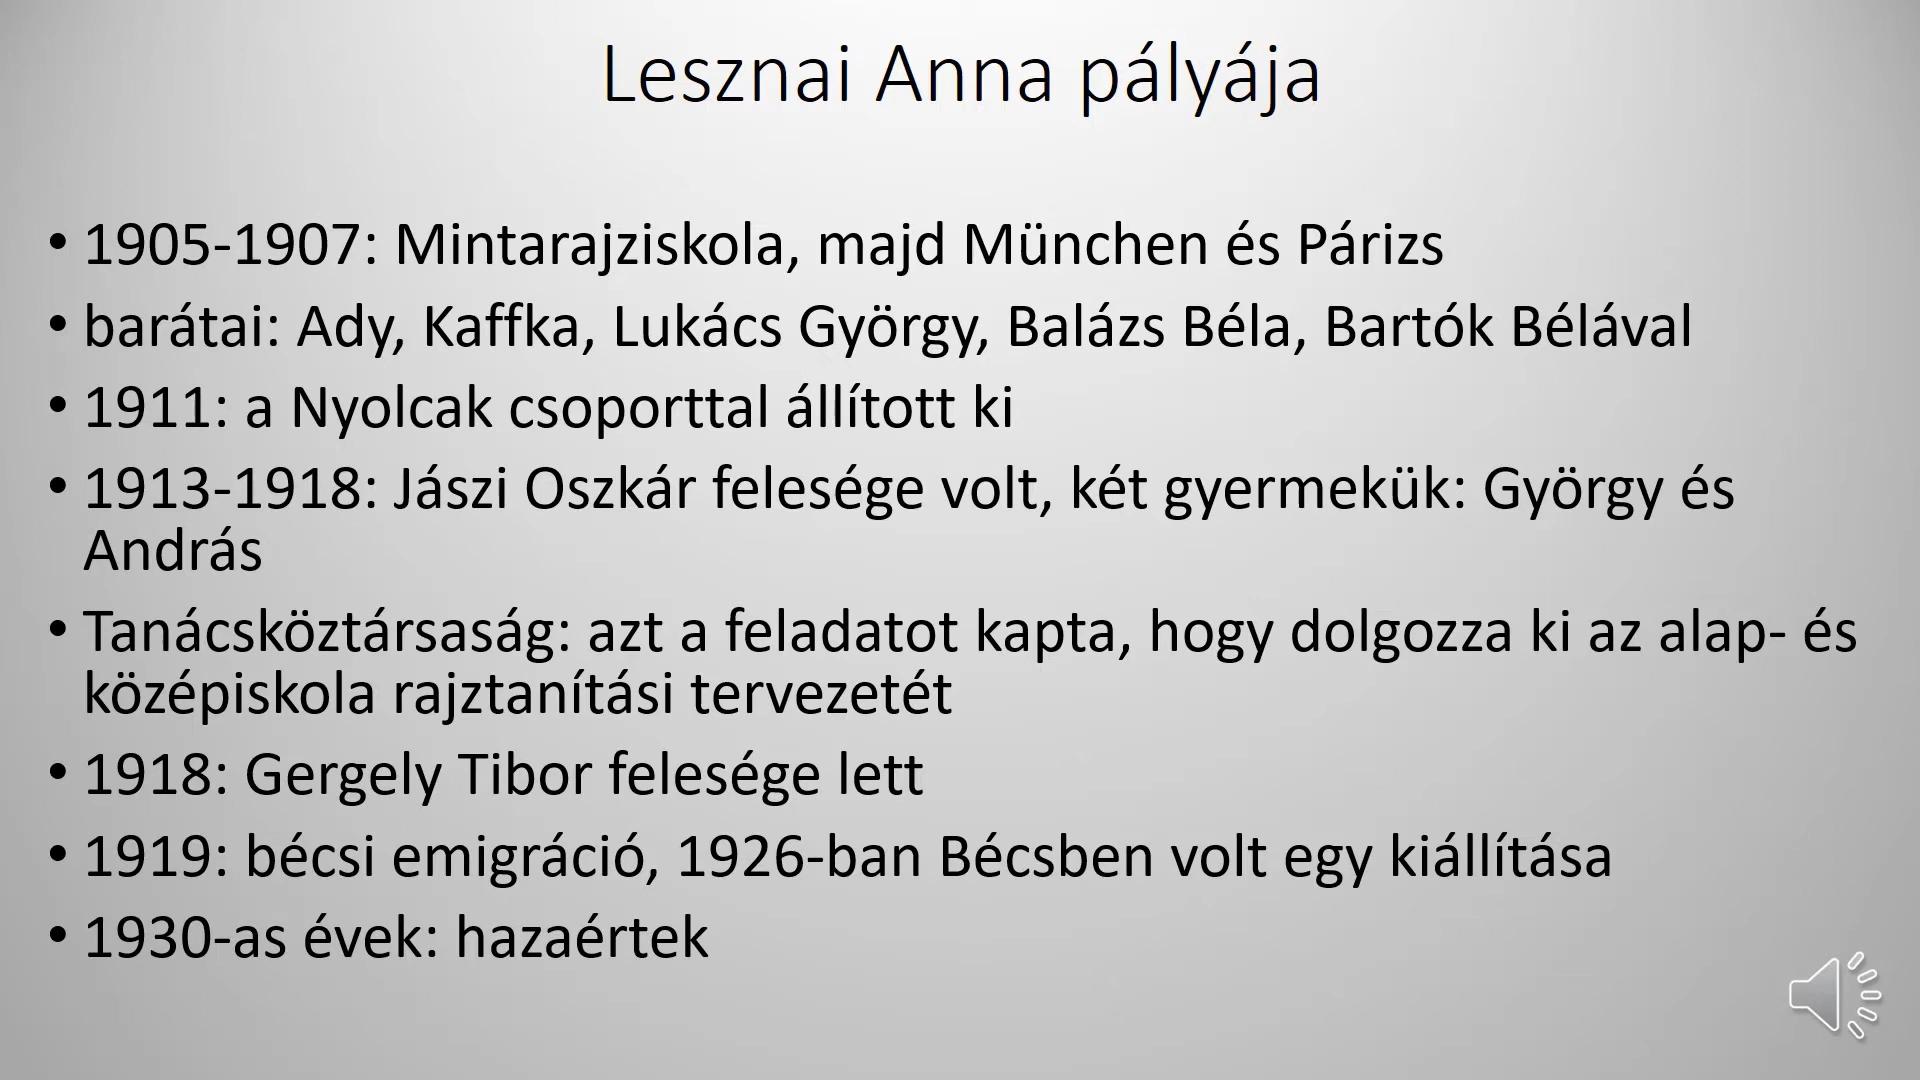 Lesznai Anna pályája
• 1905-1907: Mintarajziskola, majd München és Párizs
• barátai: Ady, Kaffka, Lukács György, Balázs Béla, Bartók Bélával
• 1911: a Nyolcak csoporttal állított ki
• 1913-1918: Jászi Oszkár felesége volt, két gyermekük: György és
András
• Tanácsköztársaság: azt a feladatot kapta, hogy dolgozza ki az alap- és
középiskola rajztanítási tervezetét
• 1918: Gergely Tibor felesége lett
• 1919: bécsi emigráció, 1926-ban Bécsben volt egy kiállítása
• 1930-as évek: hazaértek